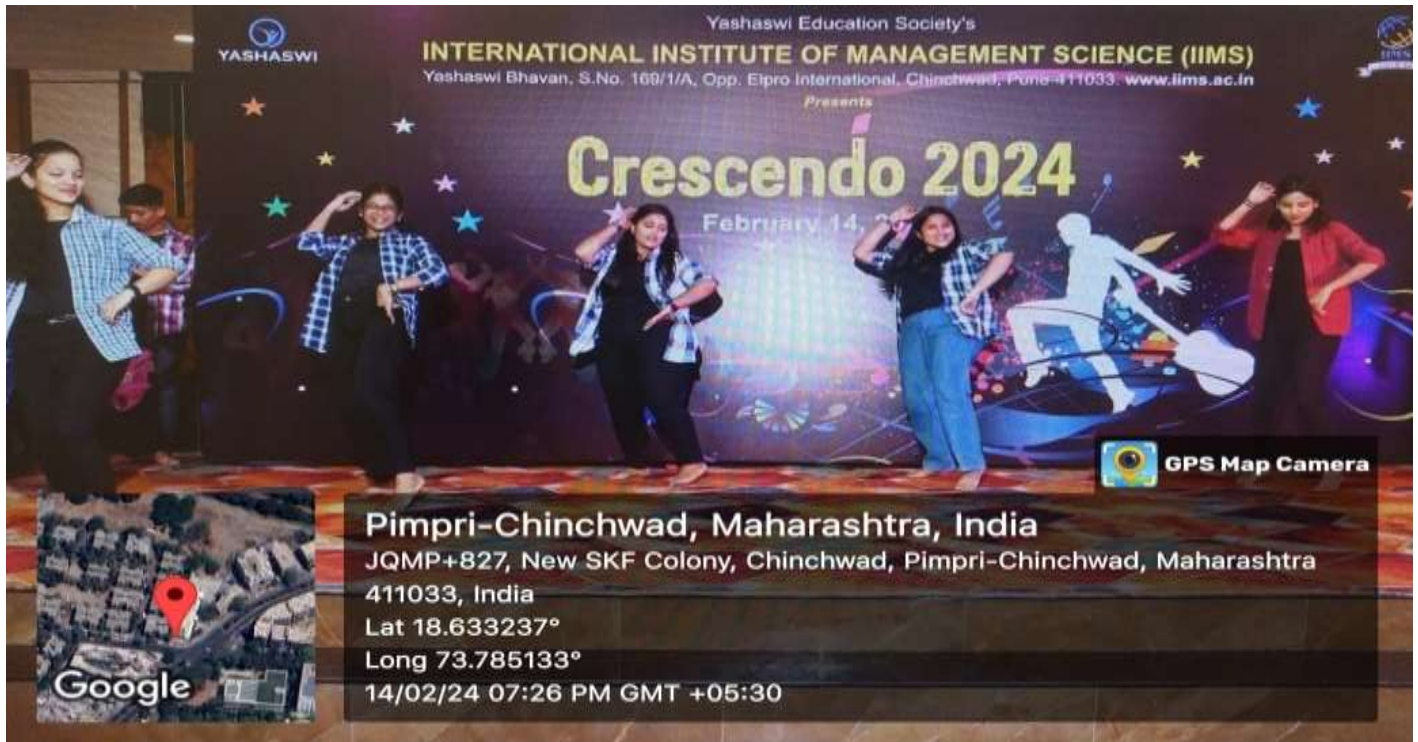 YASHASWI
Yashaswi Education Society's
INTERNATIONAL INSTITUTE OF MANAGEMENT SCIENCE (IIMS)
Yashaswi Bhavan, S.No. 169/1/A, Opp. Elpro International, Chinchwad, Pune-411033. www.iims.ac.in
Presents
Crescendo 2024
February 14,
GPS Map Camera
Pimpri-Chinchwad, Maharashtra, India
JQMP+827, New SKF Colony, Chinchwad, Pimpri-Chinchwad, Maharashtra
411033, India
Lat 18.633237°
Long 73.785133°
14/02/24 07:26 PM GMT +05:30
Google